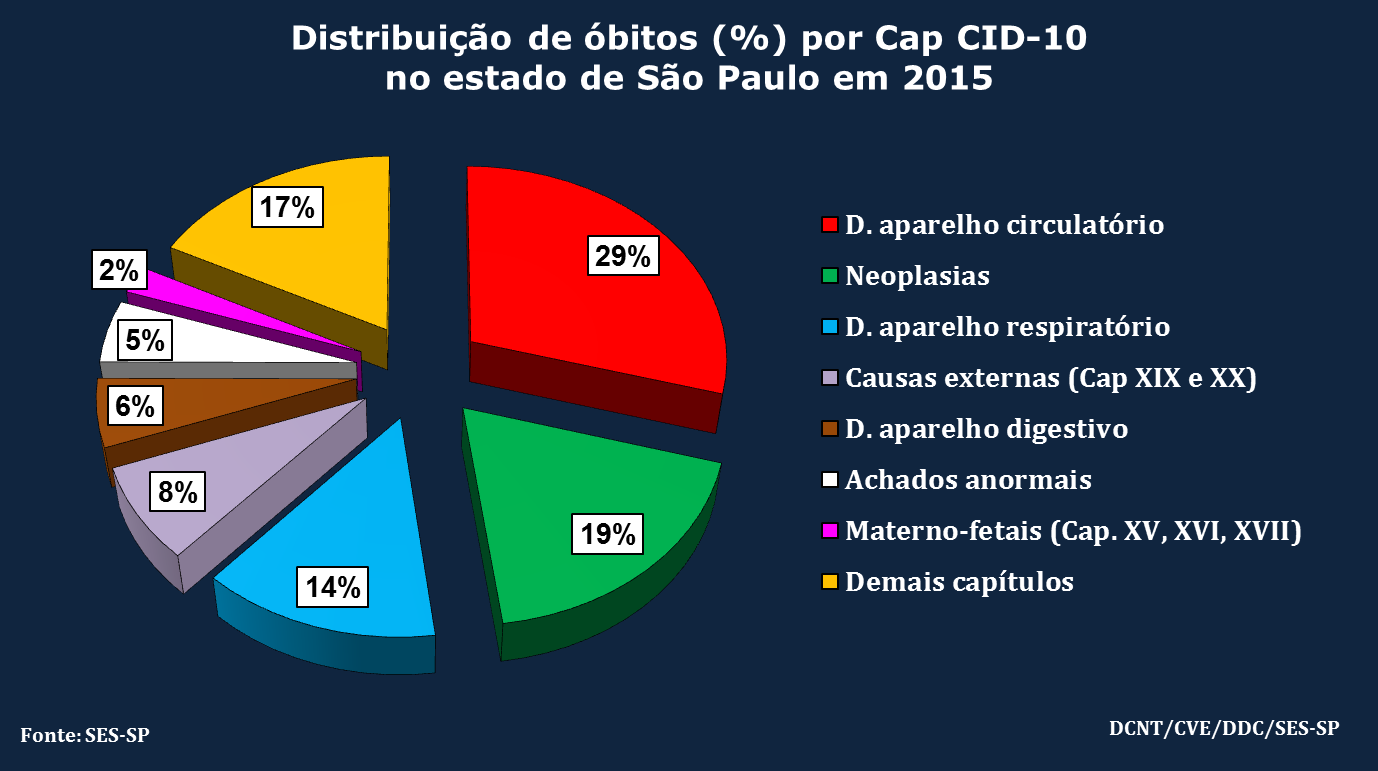 Distribuição de óbitos (%) por Cap CID-10
no estado de São Paulo em 2015
17%
29%
2%
5%
6%
8%
14%
19%
D. aparelho circulatório
Neoplasias
D. aparelho respiratório
Causas externas (Cap XIX e XX)
D. aparelho digestivo
Achados anormais
Materno-fetais (Cap. XV, XVI, XVII)
Demais capítulos
Fonte: SES-SP
DCNT/CVE/DDC/SES-SP